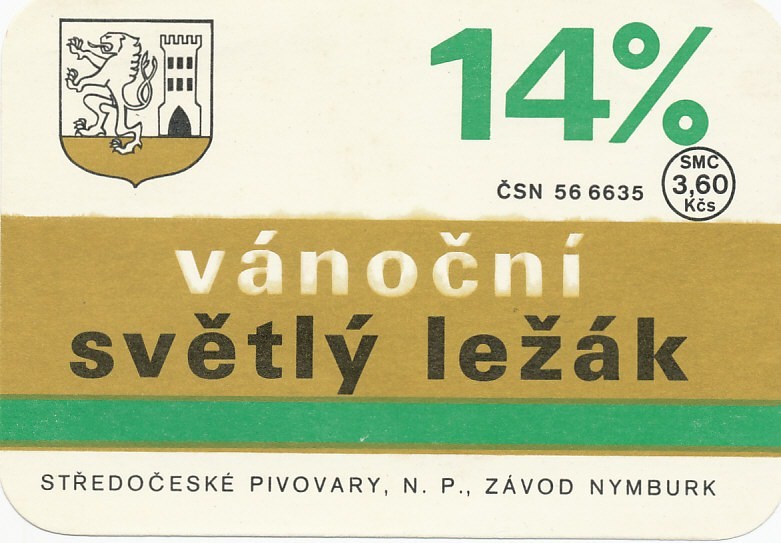 14%
ČSN 56 6635
SMC
3,60
Kčs
vánoční
světlý ležák
STŘEDOČESKÉ PIVOVARY, N. P., ZÁVOD NYMBURK